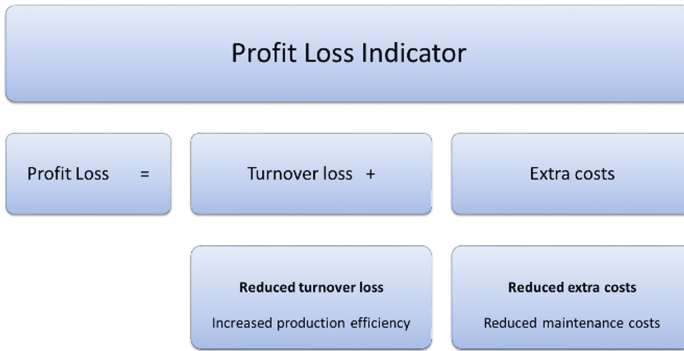 Profit Loss Indicator
Profit Loss =
Turnover loss +
Extra costs
Reduced turnover loss
Increased production efficiency
Reduced extra costs
Reduced maintenance costs